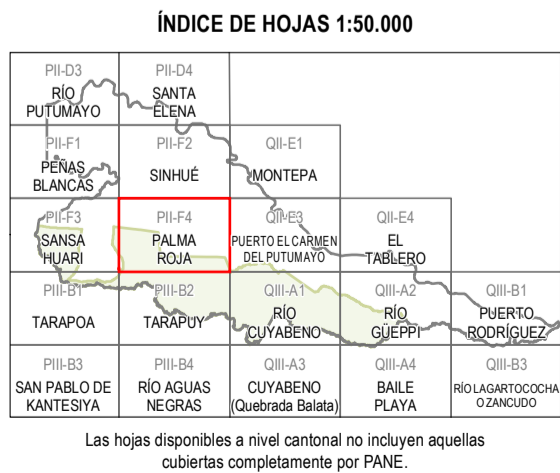 ÍNDICE DE HOJAS 1:50.000
PII-D3
RÍO
PUTUMAYO
PII-D4
SANTA
ELENA
PII-F1
PEÑAS
BLANCAS
PII-F2
SINHUÉ
QII-E1
MONTEPA
PII-F3
SANSA
HUARI
PII-F4
PALMA
ROJA
QII-E3
PUERTO EL CARMEN
DEL PUTUMAYO
QII-E4
EL
TABLERO
PIII-B1
TARAPOA
PIII-B2
TARAPUY
QIII-A1
RÍO
CUYABENO
QIII-A2
RÍO
GÜEPPI
QIII-B1
PUERTO
RODRÍGUEZ
PIII-B3
SAN PABLO DE
KANTESIYA
PIII-B4
RÍO AGUAS
NEGRAS
QIII-A3
CUYABENO
(Quebrada Balata)
QIII-A4
BAILE
PLAYA
QIII-B3
RÍO LAGARTOCOCHA
O ZANCUDO
Las hojas disponibles a nivel cantonal no incluyen aquellas
cubiertas completamente por PANE.